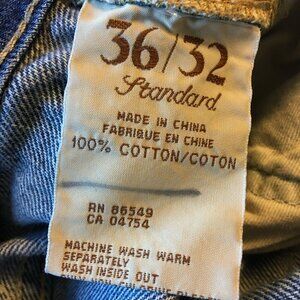 36/32
Standard
MADE IN CHINA
FABRIQUE EN CHINE
100% COTTON/COTON
RN 86549
CA 04754
MACHINE WASH WARM
SEPARATELY
WASH INSIDE OUT